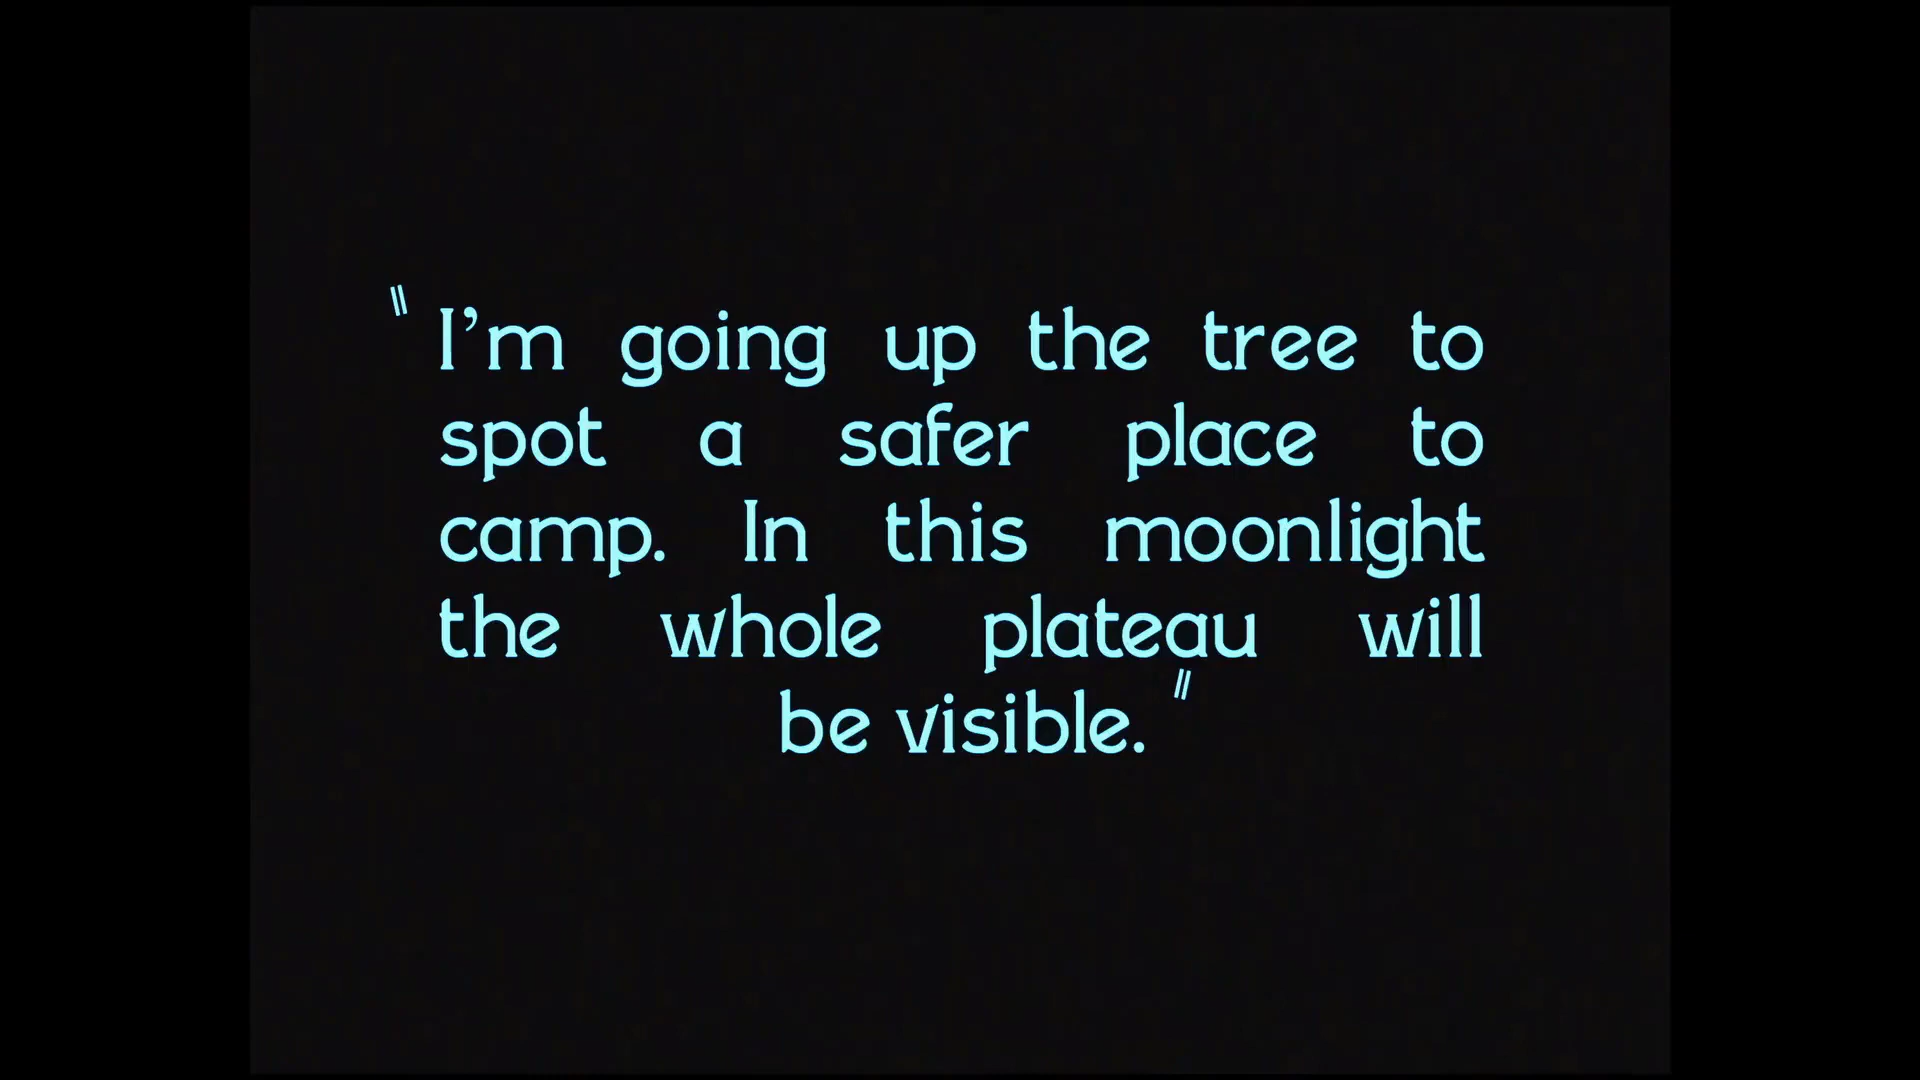 "I’m going up the tree to
spot a safer place to
camp. In this moonlight
the whole plateau will
be visible."